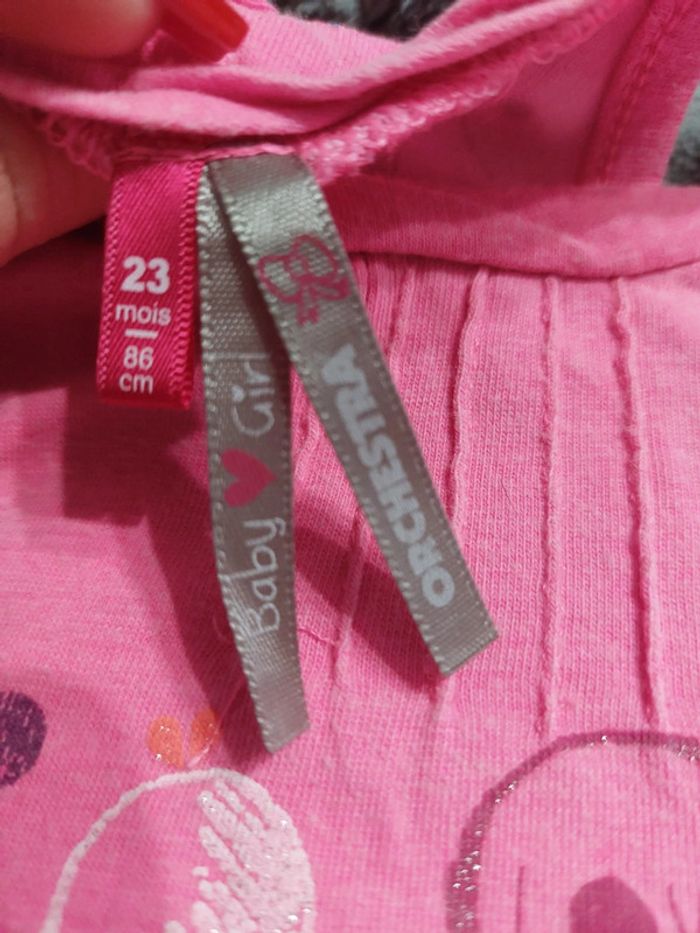 23
mois
86
cm
Baby Girl
ORCHESTRA